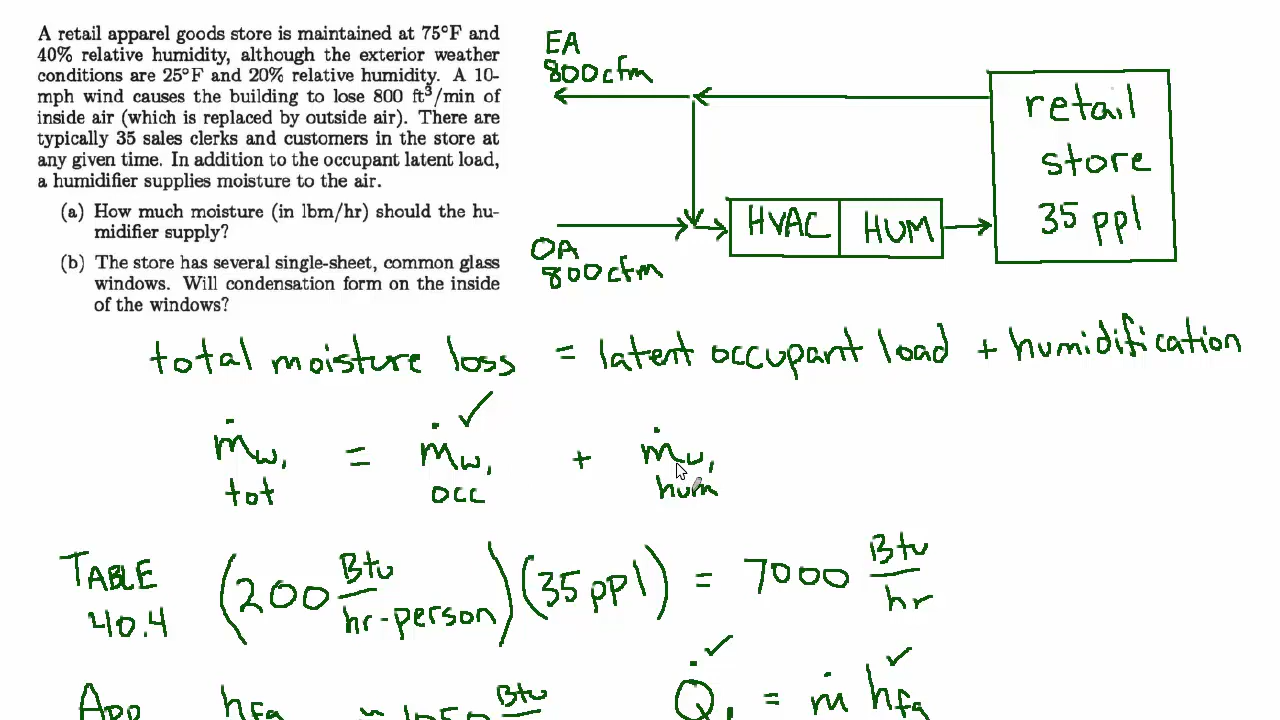 A retail apparel goods store is maintained at 75°F and
40% relative humidity, although the exterior weather
conditions are 25°F and 20% relative humidity. A 10-
mph wind causes the building to lose 800 ft³/min of
inside air (which is replaced by outside air). There are
typically 35 sales clerks and customers in the store at
any given time. In addition to the occupant latent load,
a humidifier supplies moisture to the air.
(a) How much moisture (in lbm/hr) should the hu-
midifier supply?
(b) The store has several single-sheet, common glass
windows. Will condensation form on the inside
of the windows?
EA
800cfm
retail
store
35 ppl
HVAC HUM
OA
800cfm
total moisture loss = latent occupant load + humidification
ṁw, = ṁw, + ṁw,
tot occ hum
TABLE
40.4
(200 Btu/hr-person)(35 ppl) = 7000 Btu/hr
App hfg ≈ 1050 Btu
Q̇, = ṁ hfg